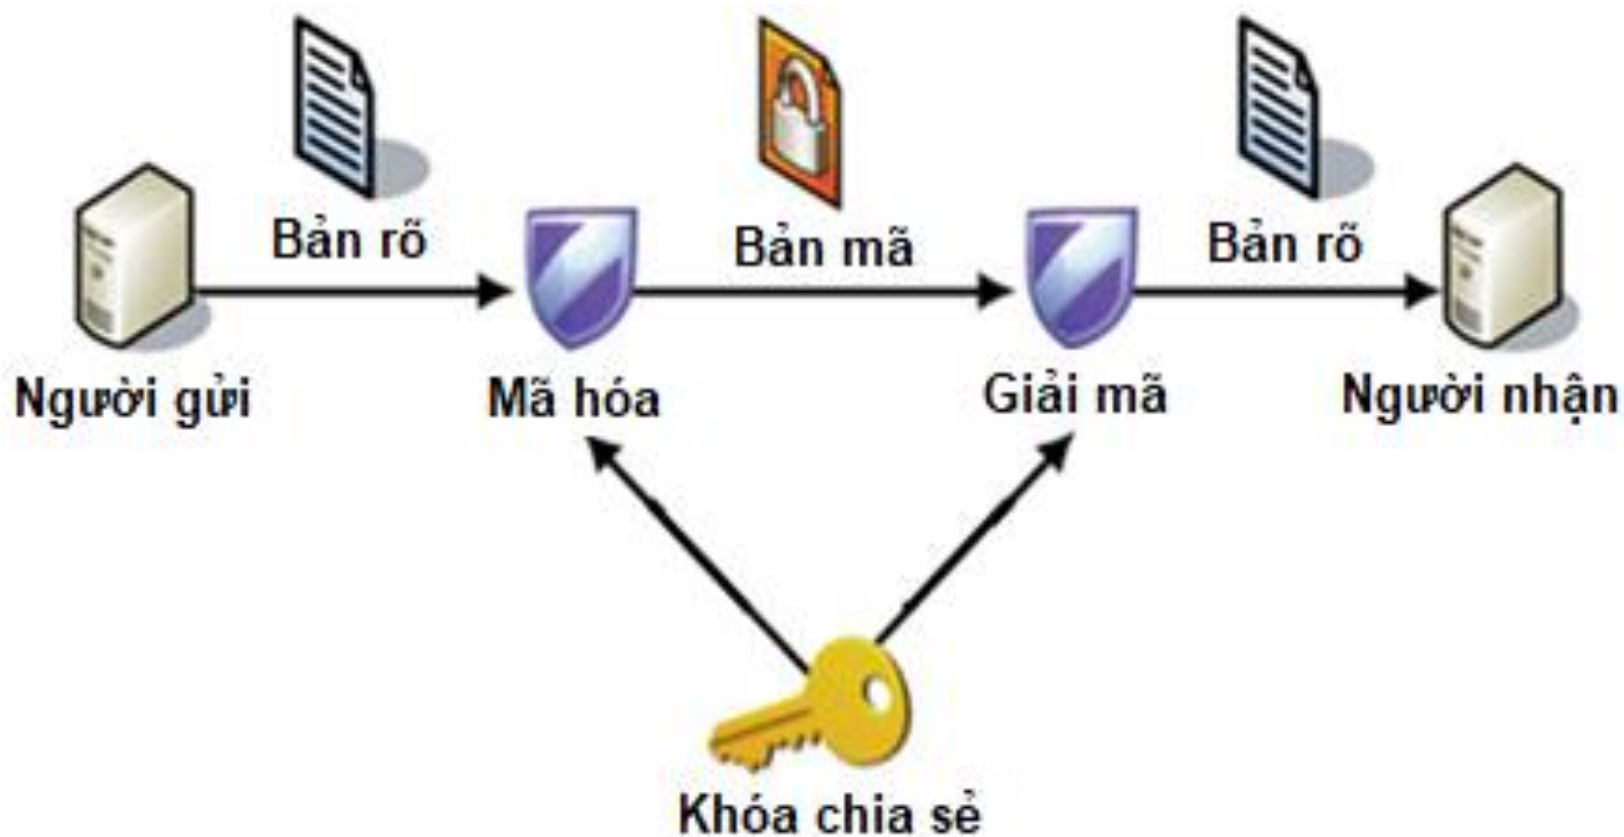 Bản rõ
Bản mã
Bản rõ
Người gửi
Mã hóa
Giải mã
Người nhận
Khóa chia sẻ